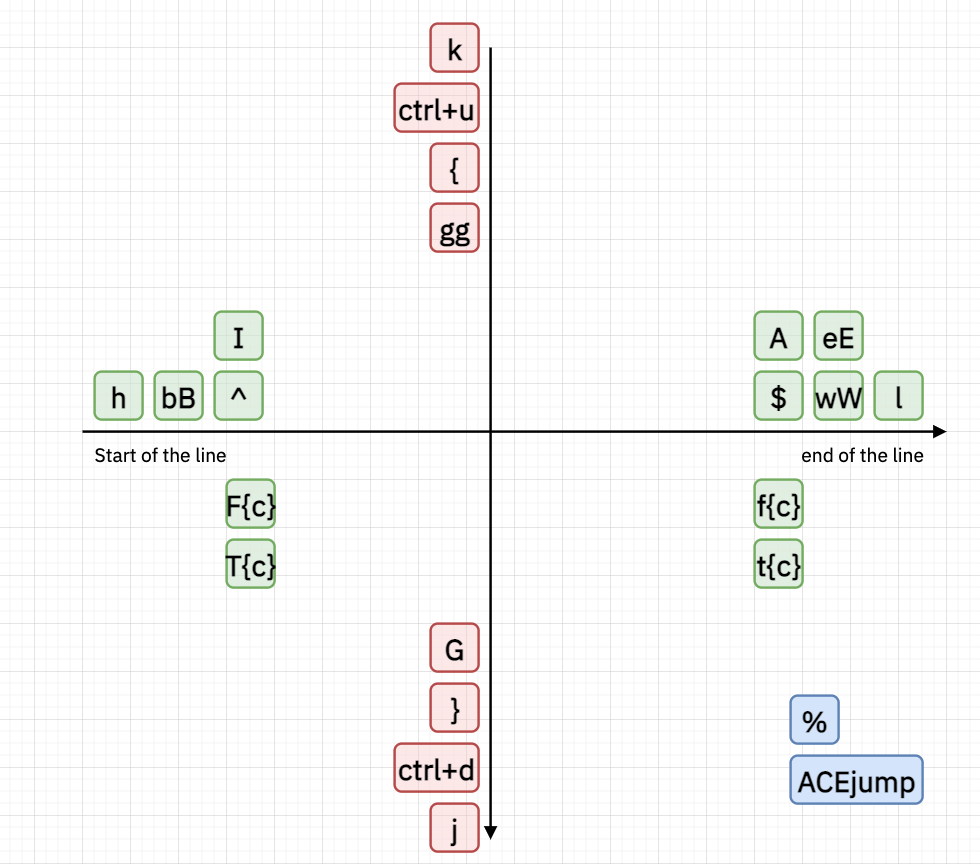 k
ctrl+u
{
gg
I
A eE
h bB ^
$ wW l
Start of the line
end of the line
F{c}
f{c}
T{c}
t{c}
G
}
%
ctrl+d
ACEjump
j